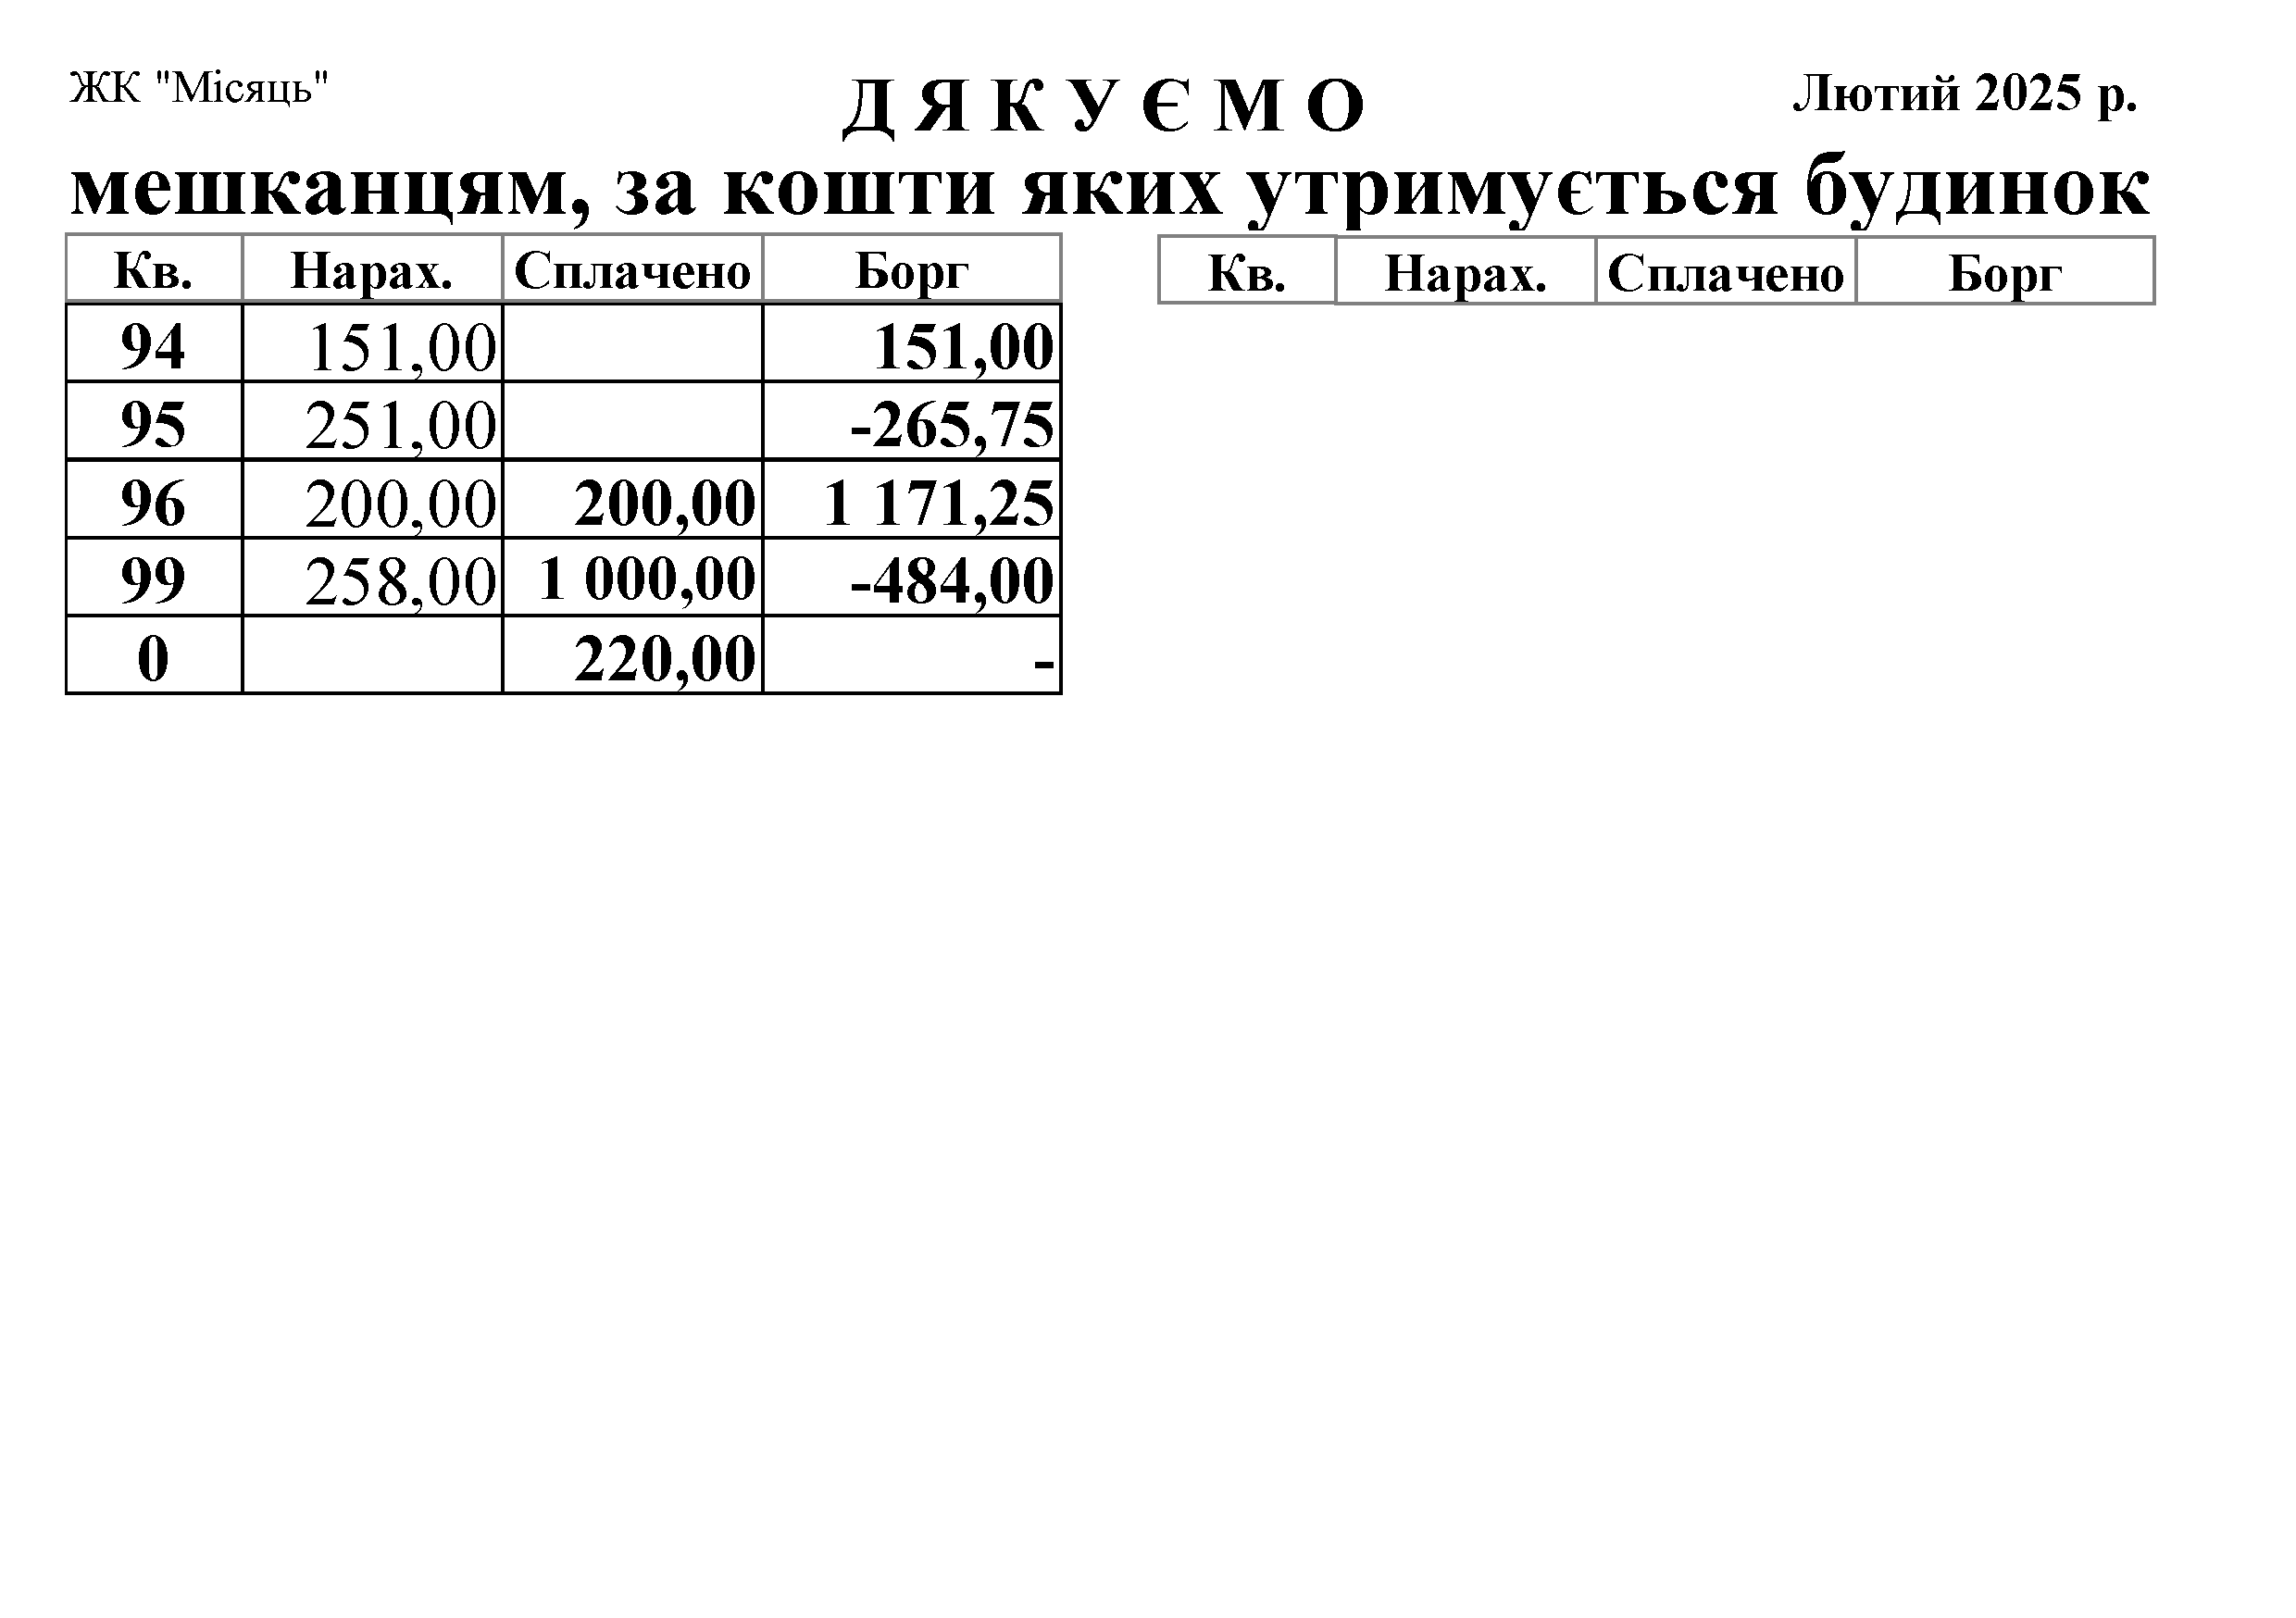 ЖК "Місяць" Д Я К У Є М О Лютий 2025 р.
мешканцям, за кошти яких утримується будинок
Кв. Нарах. Сплачено Борг Кв. Нарах. Сплачено Борг
94 151,00 151,00
95 251,00 -265,75
96 200,00 200,00 1 171,25
99 258,00 1 000,00 -484,00
0 220,00 -